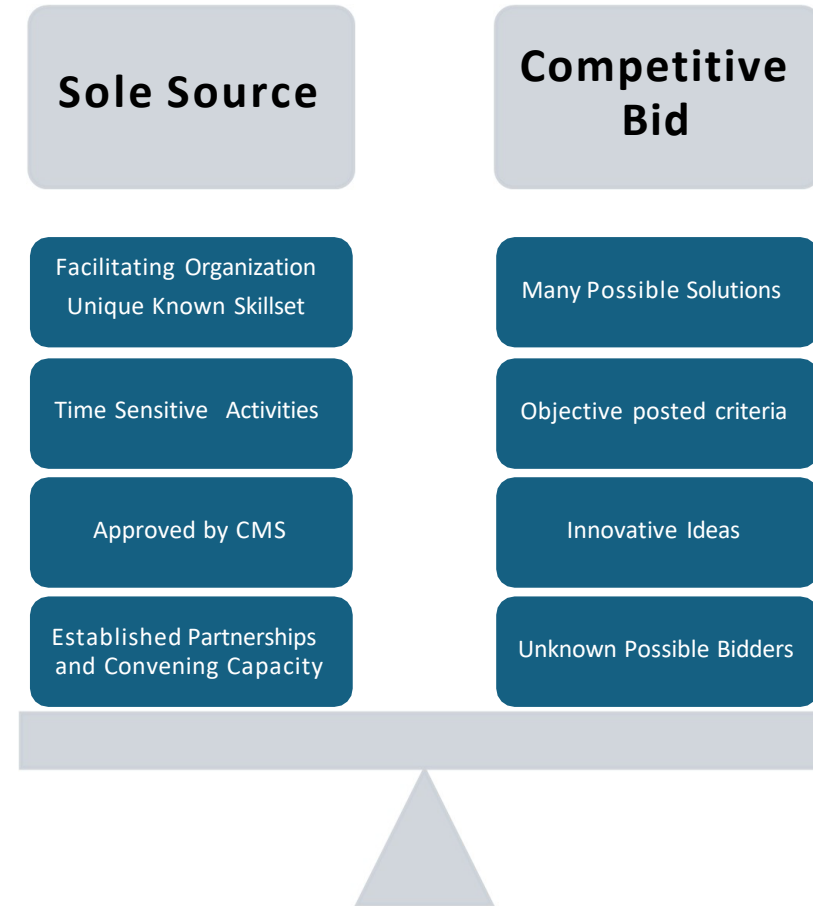 Sole Source
Competitive
Bid
Facilitating Organization
Unique Known Skillset
Time Sensitive Activities
Approved by CMS
Established Partnerships
and Convening Capacity
Many Possible Solutions
Objective posted criteria
Innovative Ideas
Unknown Possible Bidders